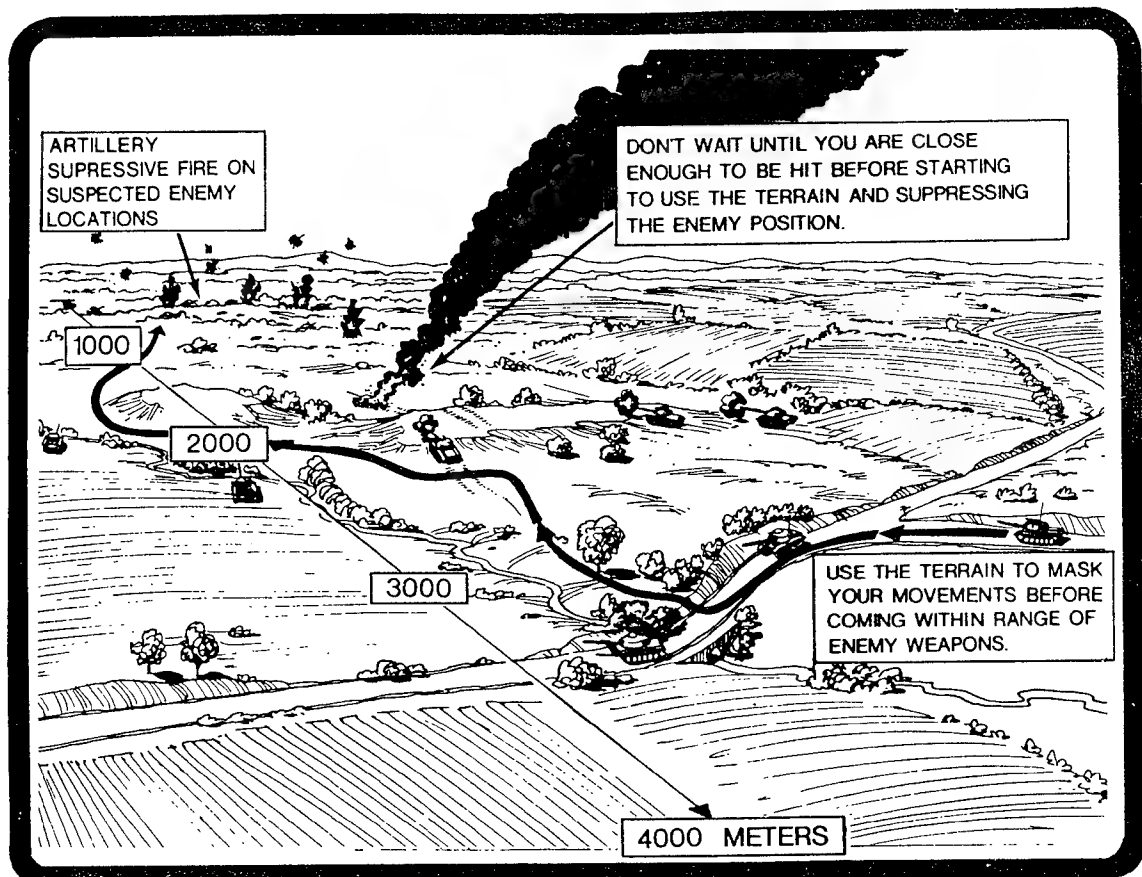 ARTILLERY
SUPRESSIVE FIRE ON
SUSPECTED ENEMY
LOCATIONS
DON'T WAIT UNTIL YOU ARE CLOSE
ENOUGH TO BE HIT BEFORE STARTING
TO USE THE TERRAIN AND SUPPRESSING
THE ENEMY POSITION.
1000
2000
3000
USE THE TERRAIN TO MASK
YOUR MOVEMENTS BEFORE
COMING WITHIN RANGE OF
ENEMY WEAPONS.
4000 METERS